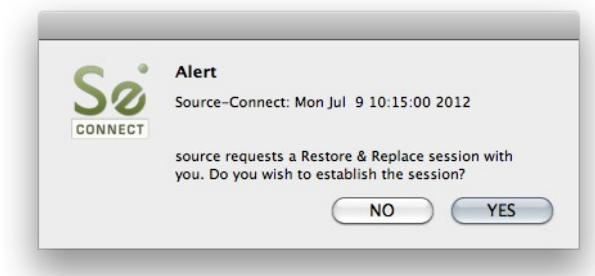 Se
CONNECT
Alert
Source-Connect: Mon Jul  9 10:15:00 2012
source requests a Restore & Replace session with
you. Do you wish to establish the session?
NO
YES